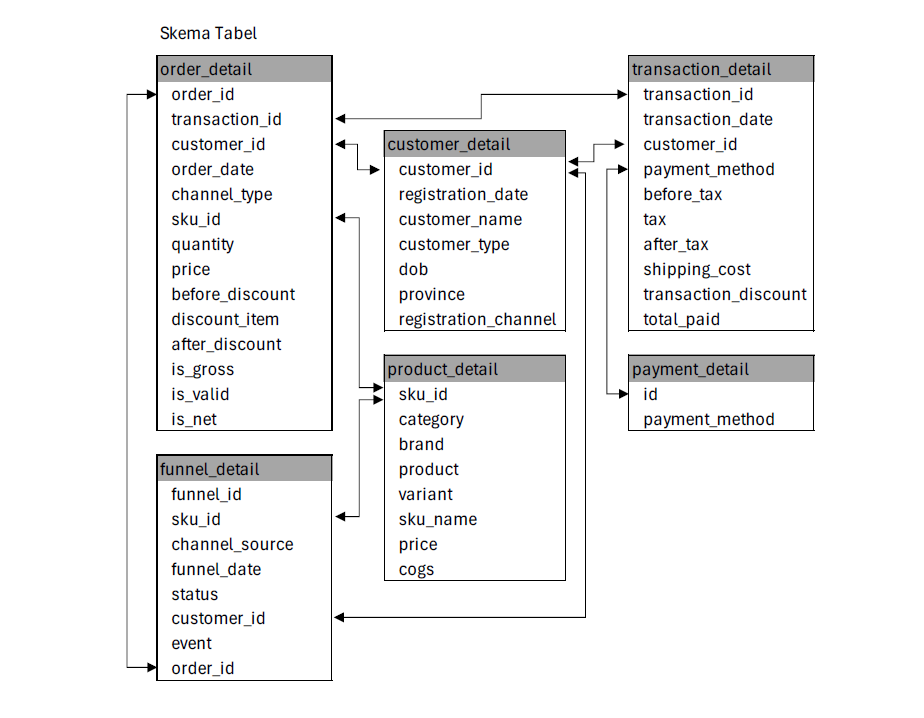 Skema Tabel
order_detail
order_id
transaction_id
customer_id
order_date
channel_type
sku_id
quantity
price
before_discount
discount_item
after_discount
is_gross
is_valid
is_net
funnel_detail
funnel_id
sku_id
channel_source
funnel_date
status
customer_id
event
order_id
customer_detail
customer_id
registration_date
customer_name
customer_type
dob
province
registration_channel
product_detail
sku_id
category
brand
product
variant
sku_name
price
cogs
transaction_detail
transaction_id
transaction_date
customer_id
payment_method
before_tax
tax
after_tax
shipping_cost
transaction_discount
total_paid
payment_detail
id
payment_method